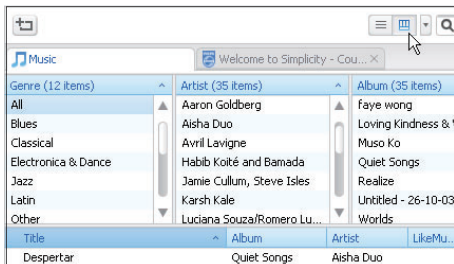 Music
Welcome to Simplicity - Cou...
Genre (12 items)
Artist (35 items)
Album (35 items)
All
Aaron Goldberg
faye wong
Blues
Aisha Duo
Loving Kindness &
Classical
Avril Lavigne
Muso Ko
Electronica & Dance
Habib Koité and Bamada
Quiet Songs
Jazz
Jamie Cullum, Steve Isles
Realize
Latin
Karsh Kale
Untitled - 26-10-03
Other
Luciana Souza/Romero Lu...
Worlds
Title
Album
Artist
LikeMu...
Despertar
Quiet Songs
Aisha Duo